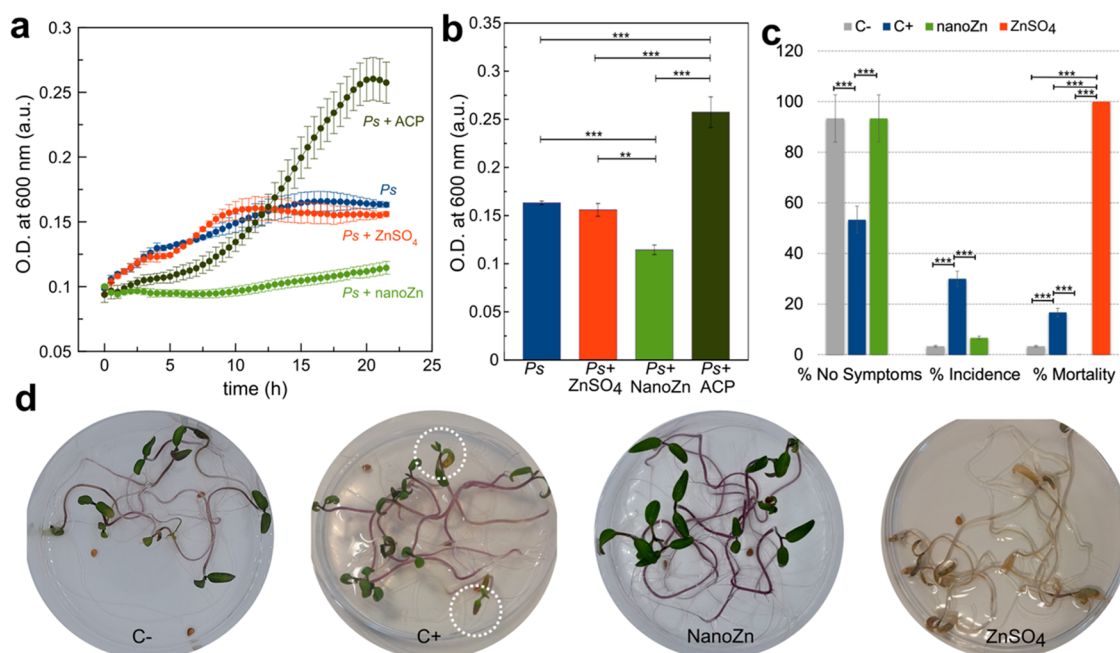 a
O.D. at 600 nm (a.u.)
0.3
0.25
0.2
0.15
0.1
0.05
0
5
10
15
20
25
time (h)
Ps + ACP
Ps
Ps + ZnSO4
Ps + nanoZn
b
O.D. at 600 nm (a.u.)
0.35
0.3
0.25
0.2
0.15
0.1
0.05
0
***
***
***
***
**
Ps
Ps+
ZnSO4
Ps+
NanoZn
Ps+
ACP
c
C- C+ nanoZn ZnSO4
120
100
80
60
40
20
0
*** ***
*** ***
***
***
***
*** ***
% No Symptoms % Incidence % Mortality
d
C-
C+
NanoZn
ZnSO4